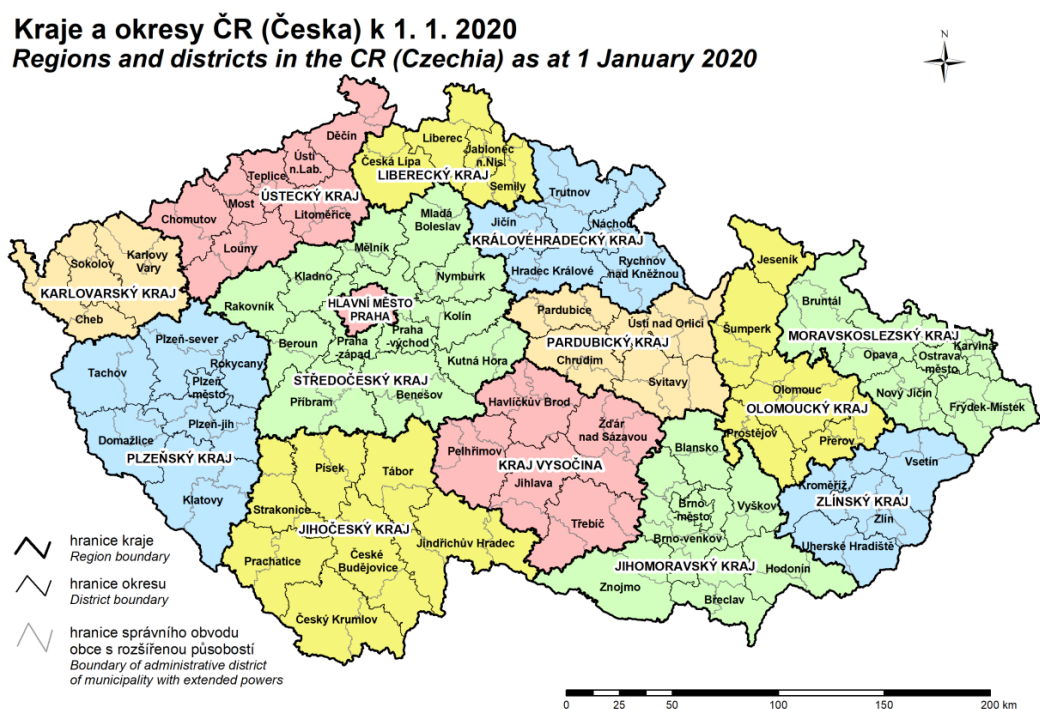 Kraje a okresy ČR (Česka) k 1. 1. 2020
Regions and districts in the CR (Czechia) as at 1 January 2020
N
Děčín
Ústí
n.Lab.
Teplice
Most
ÚSTECKÝ KRAJ
Chomutov
Litoměřice
Louny
Liberec
Česká Lípa
Jablonec
n.Nis.
LIBERECKÝ KRAJ
Semily
Trutnov
Jičín
Náchod
KRÁLOVÉHRADECKÝ KRAJ
Hradec Králové
Rychnov
nad Kněžnou
Karlovy
Vary
Sokolov
KARLOVARSKÝ KRAJ
Cheb
Mladá
Boleslav
Mělník
Kladno
Nymburk
Rakovník
HLAVNÍ MĚSTO
PRAHA
Kolín
Beroun
Praha
-západ
Praha
-východ
Kutná Hora
STŘEDOČESKÝ KRAJ
Benešov
Příbram
Plzeň-sever
Rokycany
Tachov
Plzeň
-město
Plzeň-jih
Domažlice
PLZEŇSKÝ KRAJ
Klatovy
Pardubice
Ústí nad Orlicí
PARDUBICKÝ KRAJ
Chrudim
Svitavy
Jeseník
Šumperk
Olomouc
OLOMOUCKÝ KRAJ
Prostějov
Přerov
Bruntál
MORAVSKOSLEZSKÝ KRAJ
Karviná
Opava
Ostrava-
město
Nový Jičín
Frýdek-Místek
Havlíčkův Brod
Žďár
nad Sázavou
Pelhřimov
KRAJ VYSOČINA
Jihlava
Třebíč
Písek
Tábor
Strakonice
JIHOČESKÝ KRAJ
Jindřichův Hradec
Prachatice
České
Budějovice
Český Krumlov
Blansko
Brno-
město
Vyškov
Brno-venkov
JIHOMORAVSKÝ KRAJ
Hodonín
Znojmo
Břeclav
Vsetín
Kroměříž
ZLÍNSKÝ KRAJ
Zlín
Uherské Hradiště
hranice kraje
Region boundary
hranice okresu
District boundary
hranice správního obvodu
obce s rozšířenou působostí
Boundary of administrative district
of municipality with extended powers
0 25 50 100 150 200 km